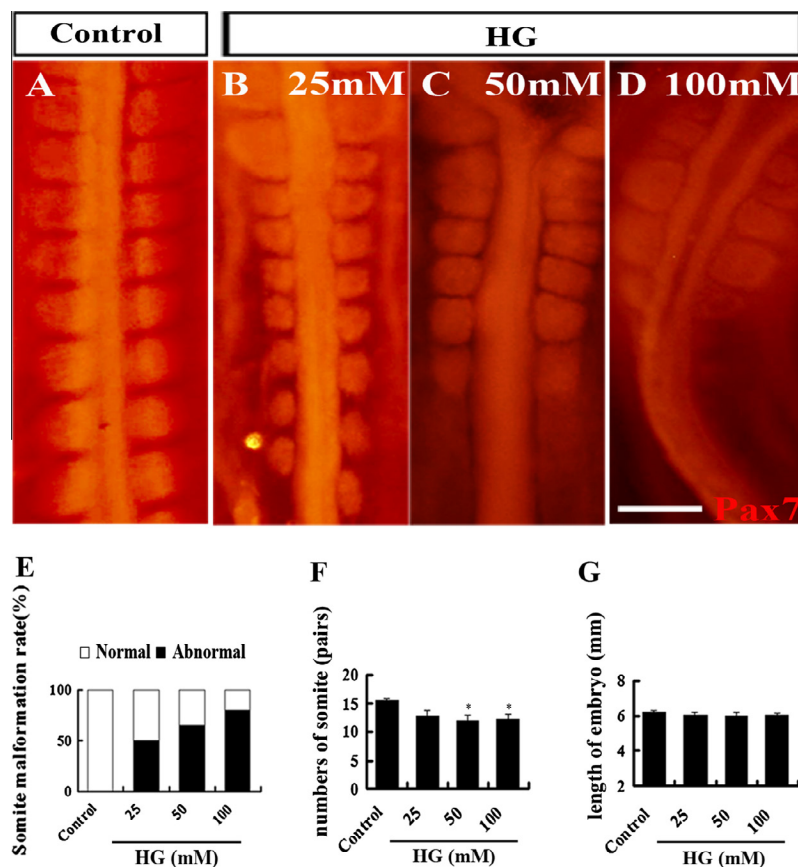 Control HG
A B 25mM C 50mM D 100mM
Pax7
E
Somite malformation rate(%)
Normal Abnormal
100
50
0
Control 25 50 100
HG (mM)
F
numbers of somite (pairs)
20
15
10
5
0
* *
Control 25 50 100
HG (mM)
G
length of embryo (mm)
8
6
4
2
Control 25 50 100
HG (mM)